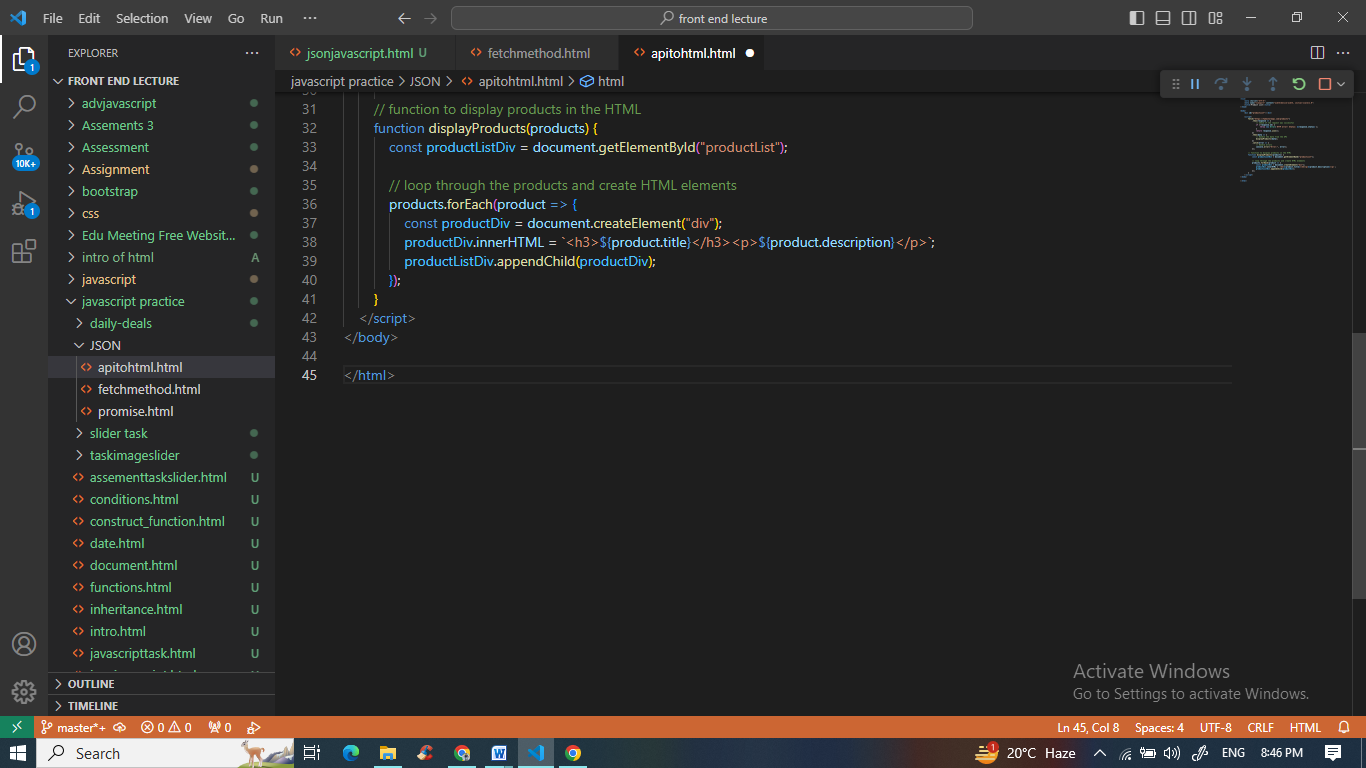 File Edit Selection View Go Run ··· front end lecture
EXPLORER ···
FRONT END LECTURE
advjavascript
Assements 3
Assessment
Assignment
bootstrap
css
Edu Meeting Free Websit...
intro of html A
javascript
javascript practice
daily-deals
JSON
apitohtml.html
fetchmethod.html
promise.html
slider task
taskimageslider
assementtaskslider.html U
conditions.html U
construct_function.html U
date.html U
document.html U
functions.html U
inheritance.html U
intro.html U
javascripttask.html U
OUTLINE
TIMELINE
1
10K+
1
jsonjavascript.html U fetchmethod.html apitohtml.html
javascript practice > JSON > apitohtml.html > html
31 // function to display products in the HTML
32 function displayProducts(products) {
33 const productListDiv = document.getElementById("productList");
34
35 // loop through the products and create HTML elements
36 products.forEach(product => {
37 const productDiv = document.createElement("div");
38 productDiv.innerHTML = `<h3>${product.title}</h3><p>${product.description}</p>`;
39 productListDiv.appendChild(productDiv);
40 });
41 }
42 </script>
43 </body>
44
45 </html>
Activate Windows
Go to Settings to activate Windows.
master*+ 0 0 0 Ln 45, Col 8 Spaces: 4 UTF-8 CRLF HTML
Search 1 20°C Haze ENG 8:46 PM